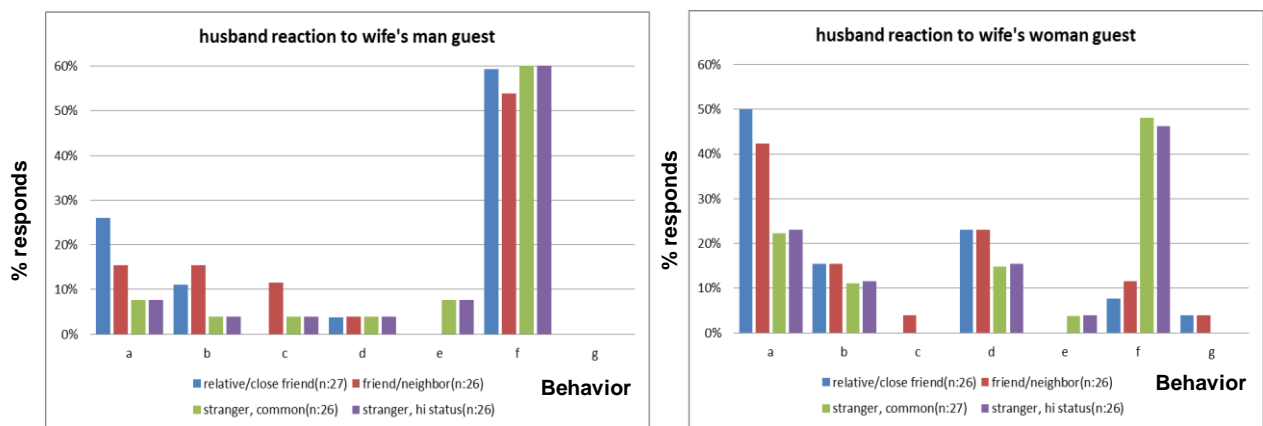 husband reaction to wife's man guest
60%
50%
40%
30%
20%
10%
0%
% responds
a b c d e f g
Behavior
relative/close friend(n:27) friend/neighbor(n:26)
stranger, common(n:26) stranger, hi status(n:26)
husband reaction to wife's woman guest
60%
50%
40%
30%
20%
10%
0%
% responds
a b c d e f g
Behavior
relative/close friend(n:26) friend/neighbor(n:26)
stranger, common(n:27) stranger, hi status(n:26)